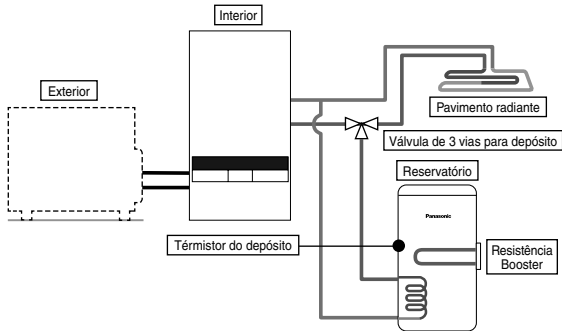 Interior
Exterior
Pavimento radiante
Válvula de 3 vias para depósito
Reservatório
Panasonic
Térmistor do depósito
Resistência
Booster